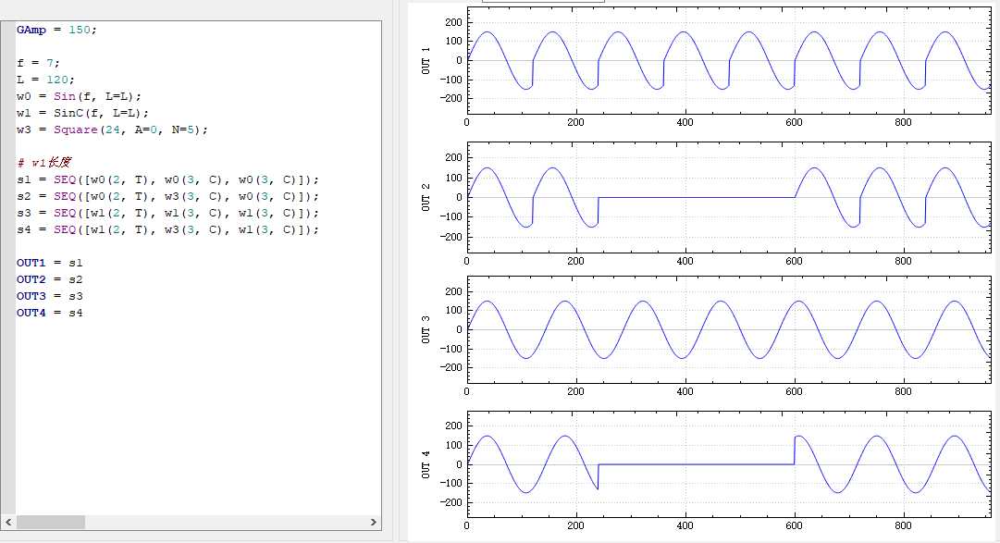 GAmp = 150;
f = 7;
L = 120;
w0 = Sin(f, L=L);
w1 = SinC(f, L=L);
w3 = Square(24, A=0, N=5);
# w1长度
s1 = SEQ([w0(2, T), w0(3, C), w0(3, C)]);
s2 = SEQ([w0(2, T), w3(3, C), w0(3, C)]);
s3 = SEQ([w1(2, T), w1(3, C), w1(3, C)]);
s4 = SEQ([w1(2, T), w3(3, C), w1(3, C)]);
OUT1 = s1
OUT2 = s2
OUT3 = s3
OUT4 = s4
OUT 1
200
100
0
-100
-200
0 200 400 600 800
OUT 2
200
100
0
-100
-200
0 200 400 600 800
OUT 3
200
100
0
-100
-200
0 200 400 600 800
OUT 4
200
100
0
-100
-200
0 200 400 600 800